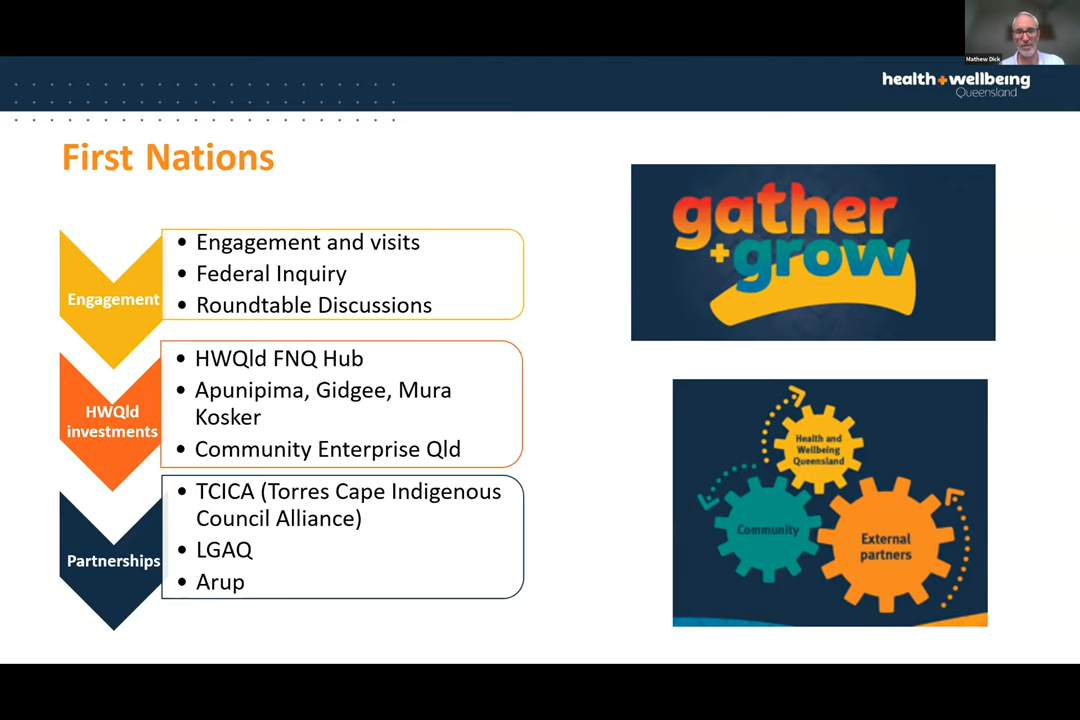 Mathew Dick
health+wellbeing
Queensland
First Nations
Engagement
• Engagement and visits
• Federal Inquiry
• Roundtable Discussions
HWQld
investments
• HWQld FNQ Hub
• Apunipima, Gidgee, Mura
Kosker
• Community Enterprise Qld
Partnerships
• TCICA (Torres Cape Indigenous
Council Alliance)
• LGAQ
• Arup
gather
+grow
Health and
Wellbeing
Queensland
Community
External
partners